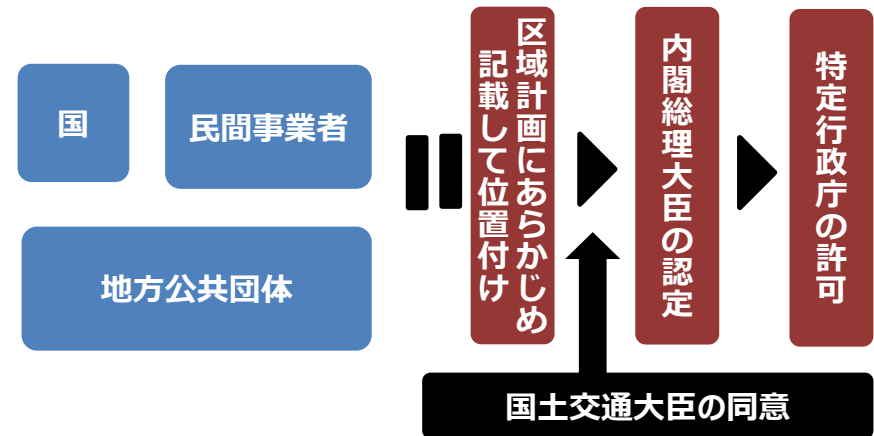 国
民間事業者
地方公共団体
区域計画にあらかじめ
記載して位置付け
内閣総理大臣の認定
特定行政庁の許可
国土交通大臣の同意